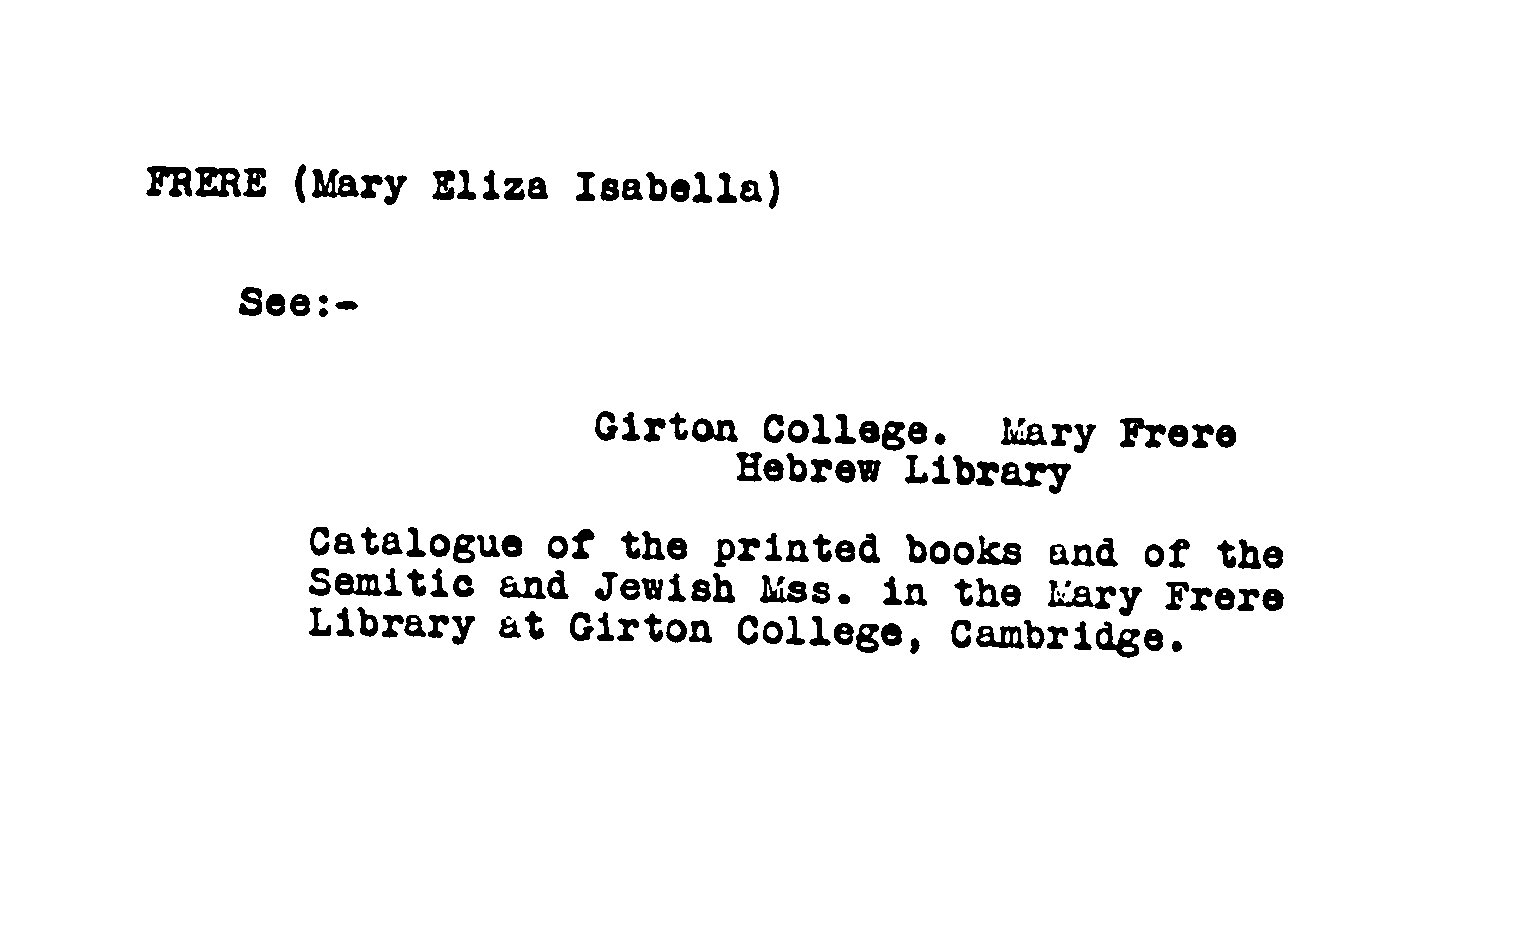 FRERE (Mary Eliza Isabella)
See:-
Girton College. Mary Frere
Hebrew Library
Catalogue of the printed books and of the
Semitic and Jewish Mss. in the Mary Frere
Library at Girton College, Cambridge.